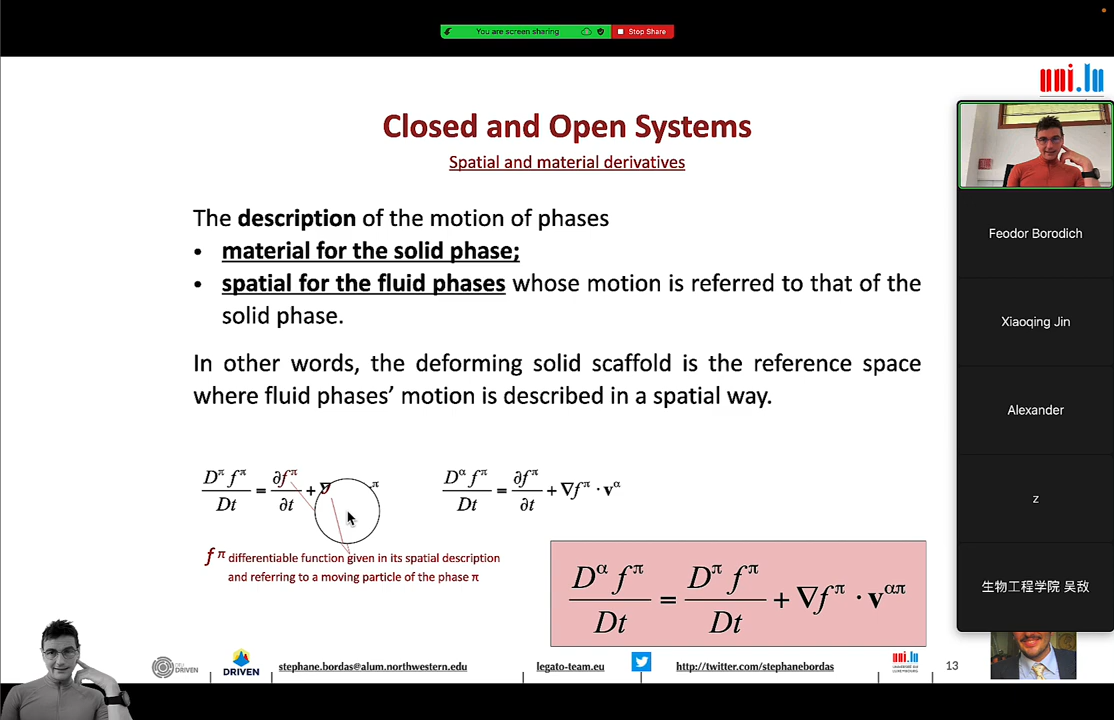 You are screen sharing
Stop Share
uni.lu
Closed and Open Systems
Spatial and material derivatives
The description of the motion of phases
• material for the solid phase;
• spatial for the fluid phases whose motion is referred to that of the
solid phase.
In other words, the deforming solid scaffold is the reference space
where fluid phases’ motion is described in a spatial way.
D^π f^π / Dt = ∂f^π / ∂t + ∇ π
D^α f^π / Dt = ∂f^π / ∂t + ∇f^π · v^α
f^π differentiable function given in its spatial description
and referring to a moving particle of the phase π
D^α f^π / Dt = D^π f^π / Dt + ∇f^π · v^απ
DRIVEN
DRIVEN
stephane.bordas@alum.northwestern.edu
legato-team.eu
http://twitter.com/stephanebordas
uni.lu
13
Feodor Borodich
Xiaoqing Jin
Alexander
z
生物工程学院 吴敌